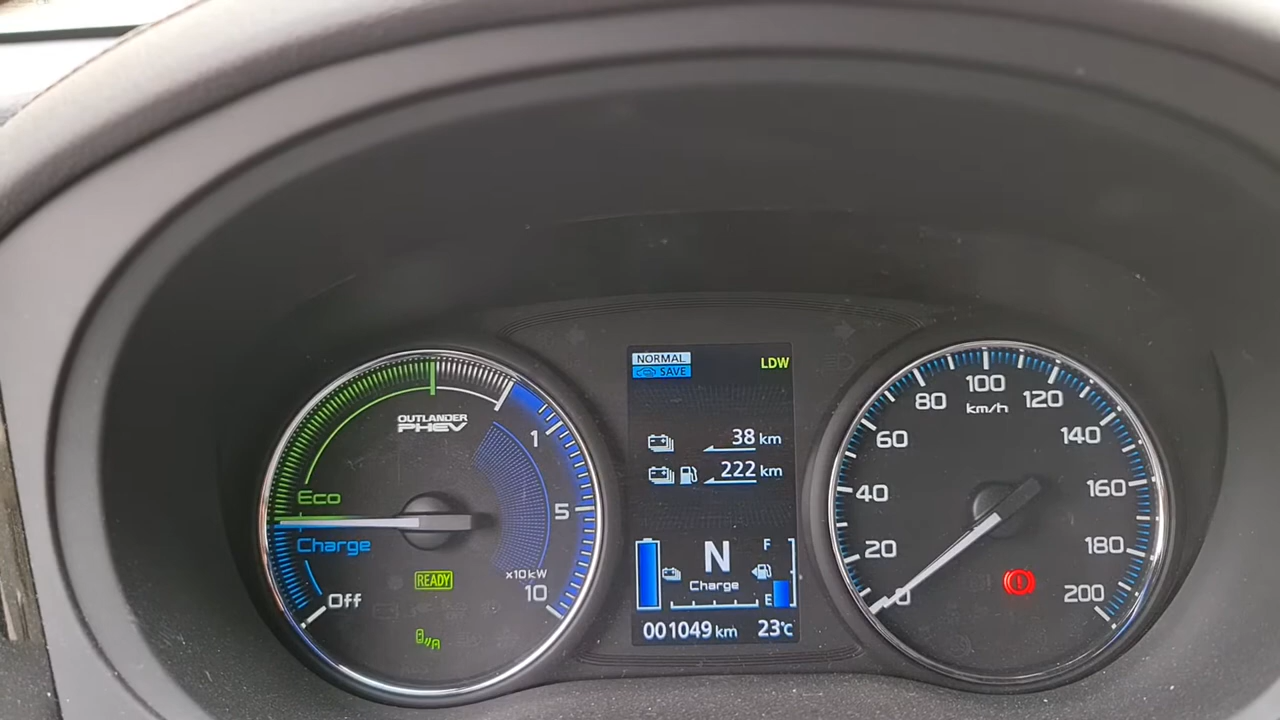 OUTLANDER
PHEV
Eco
Charge
Off
1
5
10
x10kW
READY
A
NORMAL
SAVE
LDW
38 km
222 km
N
Charge
F
E
001049 km
23°C
0
20
40
60
80
100
120
140
160
180
200
km/h